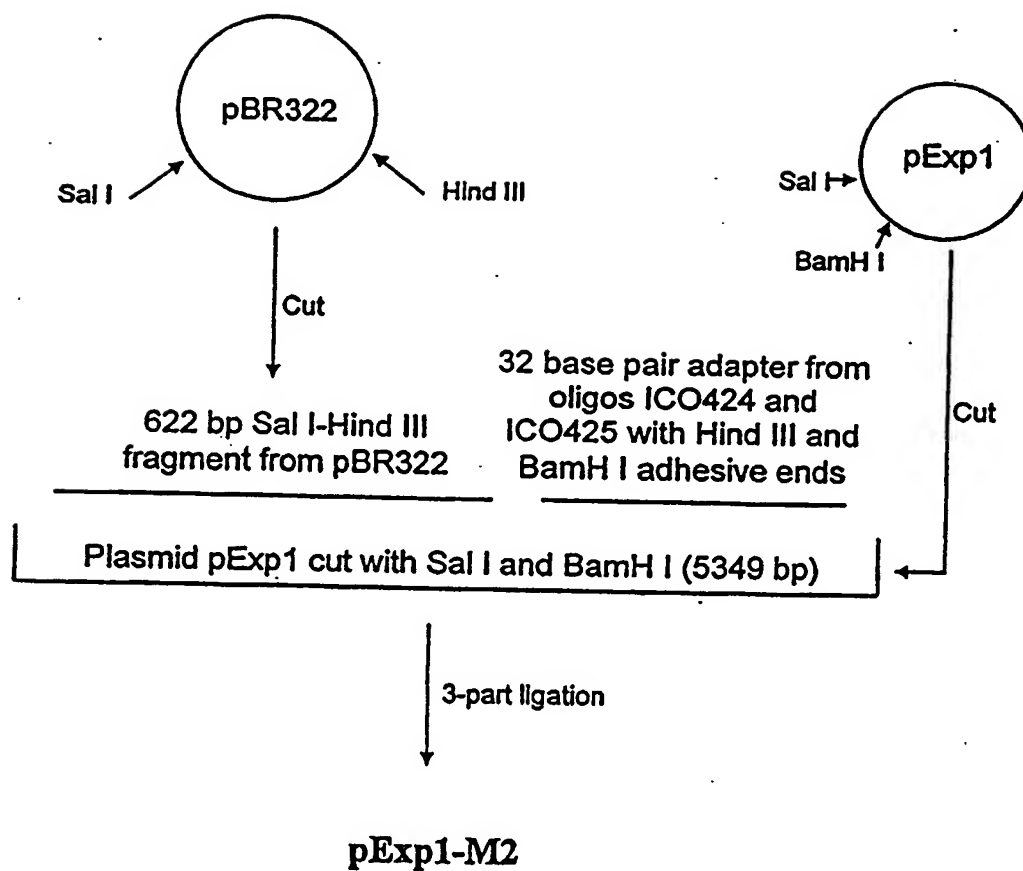 pBR322
pExp1
Sal I
Hind III
Sal I
BamH I
Cut
Cut
622 bp Sal I-Hind III
fragment from pBR322
32 base pair adapter from
oligos ICO424 and
ICO425 with Hind III and
BamH I adhesive ends
Plasmid pExp1 cut with Sal I and BamH I (5349 bp)
3-part ligation
pExp1-M2